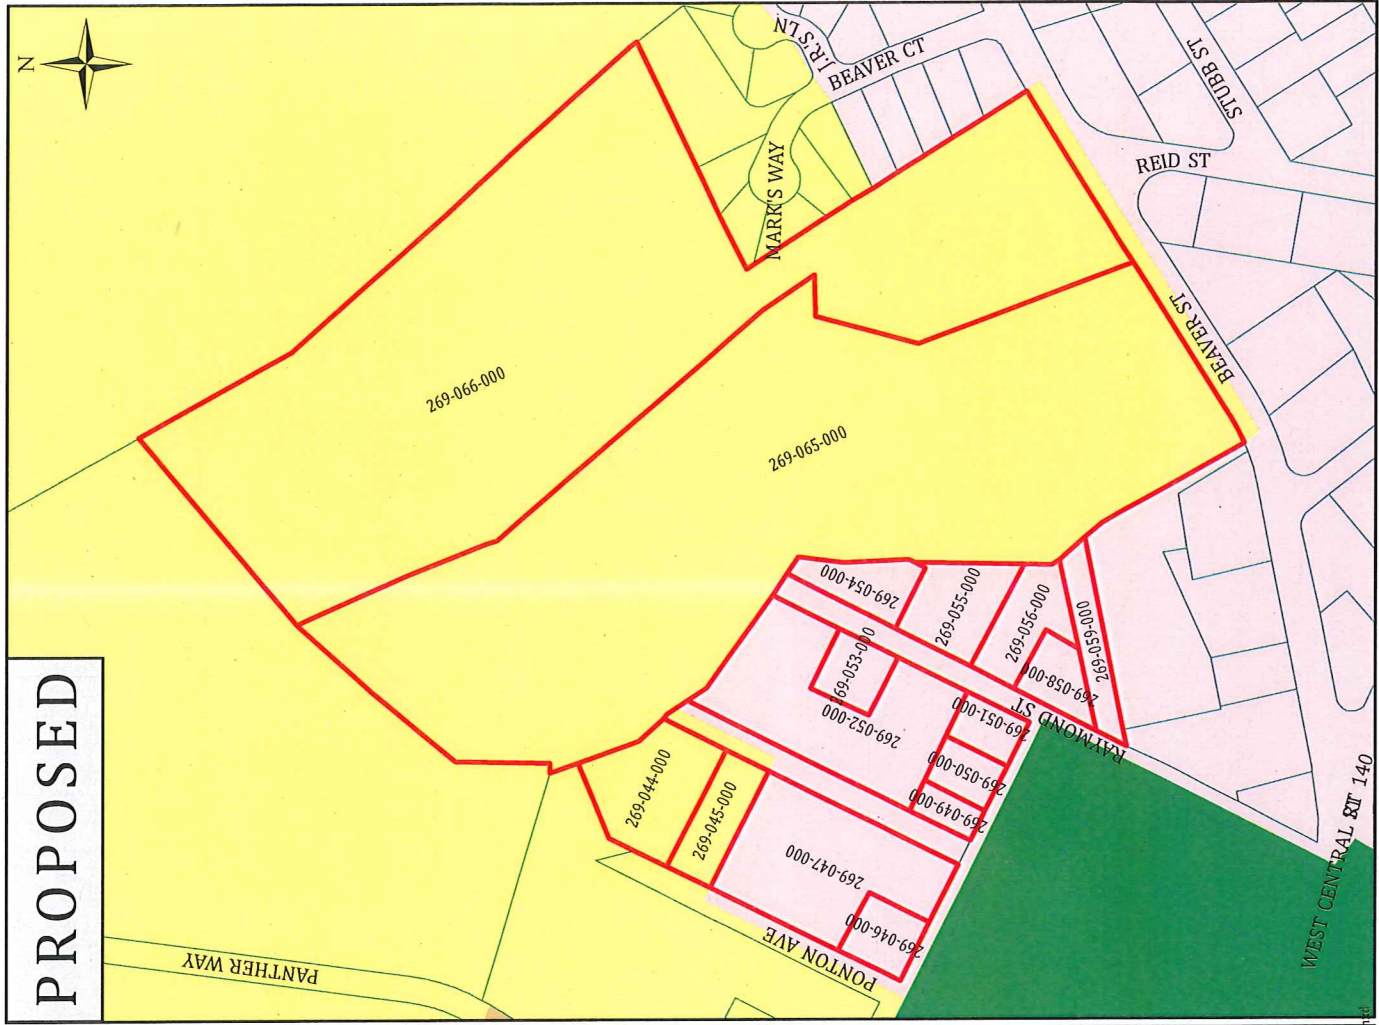 N
J.R.'S LN
BEAVER CT
STUBB ST
MARK'S WAY
REID ST
BEAVER ST
269-066-000
269-065-000
269-054-000
269-055-000
269-056-000
269-059-000
269-058-000
269-053-000
269-052-000
269-051-000
RAYMOND ST
269-050-000
269-049-000
269-044-000
269-045-000
269-047-000
269-046-000
PONTON AVE
PANTHER WAY
WEST CENTRAL ST
RT 140
PROPOSED